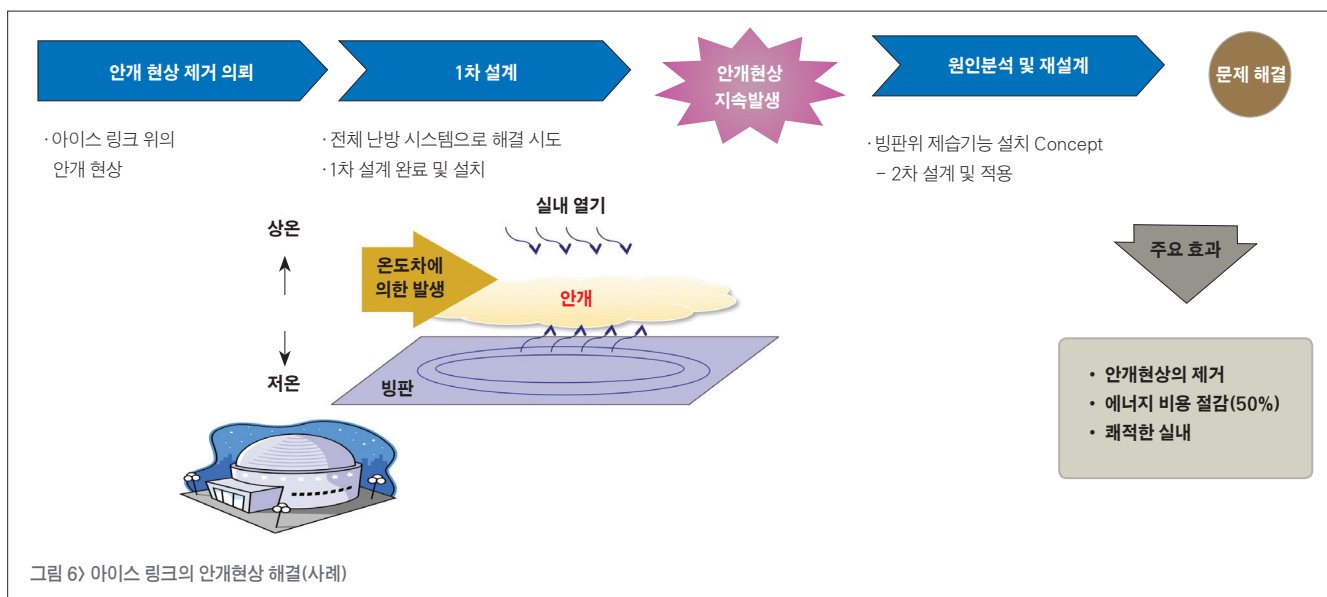 안개 현상 제거 의뢰
1차 설계
안개현상
지속발생
원인분석 및 재설계
문제 해결
· 아이스 링크 위의
안개 현상
· 전체 난방 시스템으로 해결 시도
· 1차 설계 완료 및 설치
· 빙판위 제습기능 설치 Concept
– 2차 설계 및 적용
실내 열기
상온
온도차에
의한 발생
안개
저온
빙판
주요 효과
• 안개현상의 제거
• 에너지 비용 절감(50%)
• 쾌적한 실내
그림 6〉 아이스 링크의 안개현상 해결(사례)